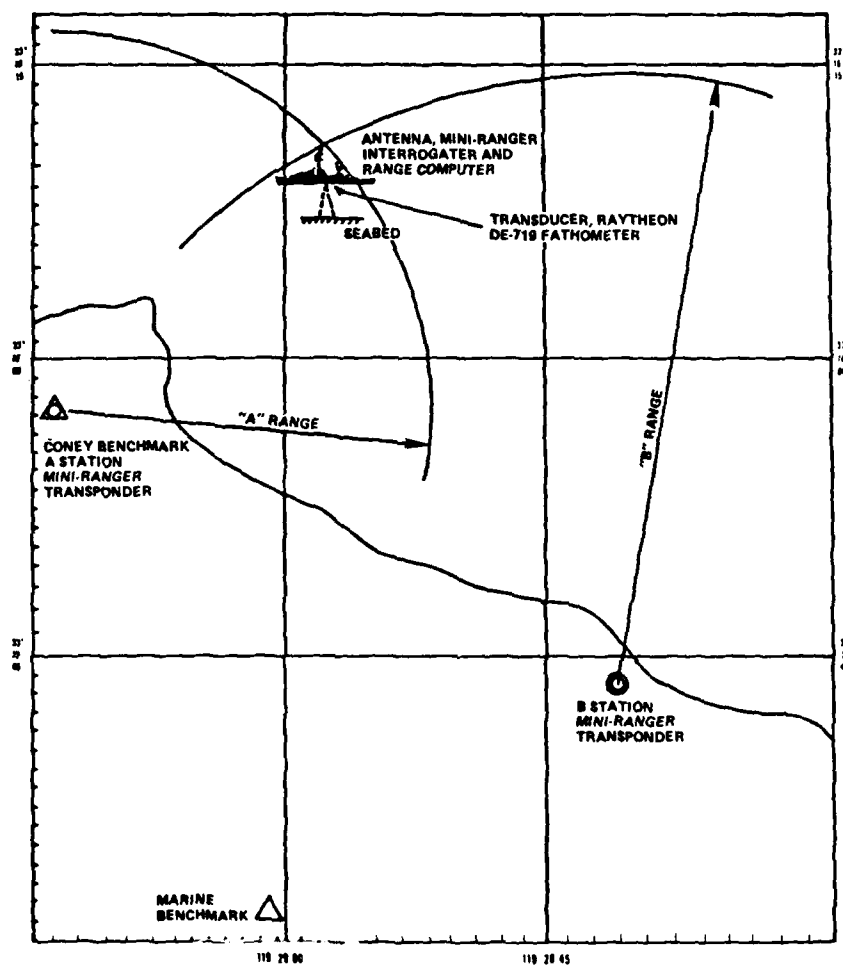 ANTENNA, MINI-RANGER
INTERROGATER AND
RANGE COMPUTER
TRANSDUCER, RAYTHEON
DE-719 FATHOMETER
SEABED
"A" RANGE
"B" RANGE
CONEY BENCHMARK
A STATION
MINI-RANGER
TRANSPONDER
B STATION
MINI-RANGER
TRANSPONDER
MARINE
BENCHMARK